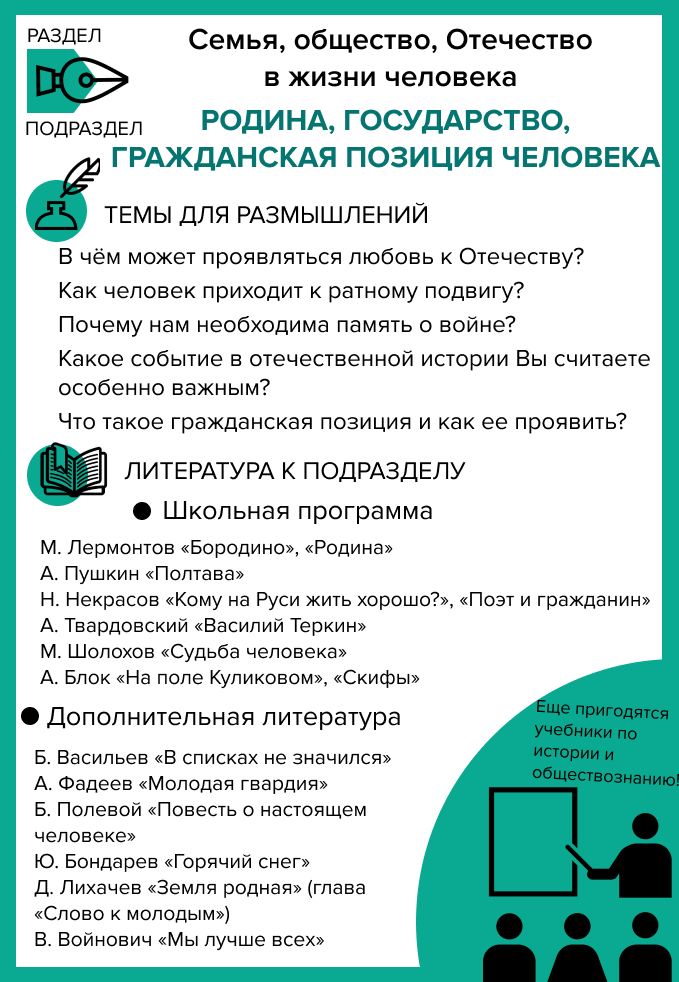 РАЗДЕЛ
Семья, общество, Отечество
в жизни человека
ПОДРАЗДЕЛ
РОДИНА, ГОСУДАРСТВО,
ГРАЖДАНСКАЯ ПОЗИЦИЯ ЧЕЛОВЕКА
ТЕМЫ ДЛЯ РАЗМЫШЛЕНИЙ
В чём может проявляться любовь к Отечеству?
Как человек приходит к ратному подвигу?
Почему нам необходима память о войне?
Какое событие в отечественной истории Вы считаете
особенно важным?
Что такое гражданская позиция и как ее проявить?
ЛИТЕРАТУРА К ПОДРАЗДЕЛУ
● Школьная программа
М. Лермонтов «Бородино», «Родина»
А. Пушкин «Полтава»
Н. Некрасов «Кому на Руси жить хорошо?», «Поэт и гражданин»
А. Твардовский «Василий Теркин»
М. Шолохов «Судьба человека»
А. Блок «На поле Куликовом», «Скифы»
● Дополнительная литература
Б. Васильев «В списках не значился»
А. Фадеев «Молодая гвардия»
Б. Полевой «Повесть о настоящем
человеке»
Ю. Бондарев «Горячий снег»
Д. Лихачев «Земля родная» (глава
«Слово к молодым»)
В. Войнович «Мы лучше всех»
Еще пригодятся
учебники по
истории и
обществознанию!